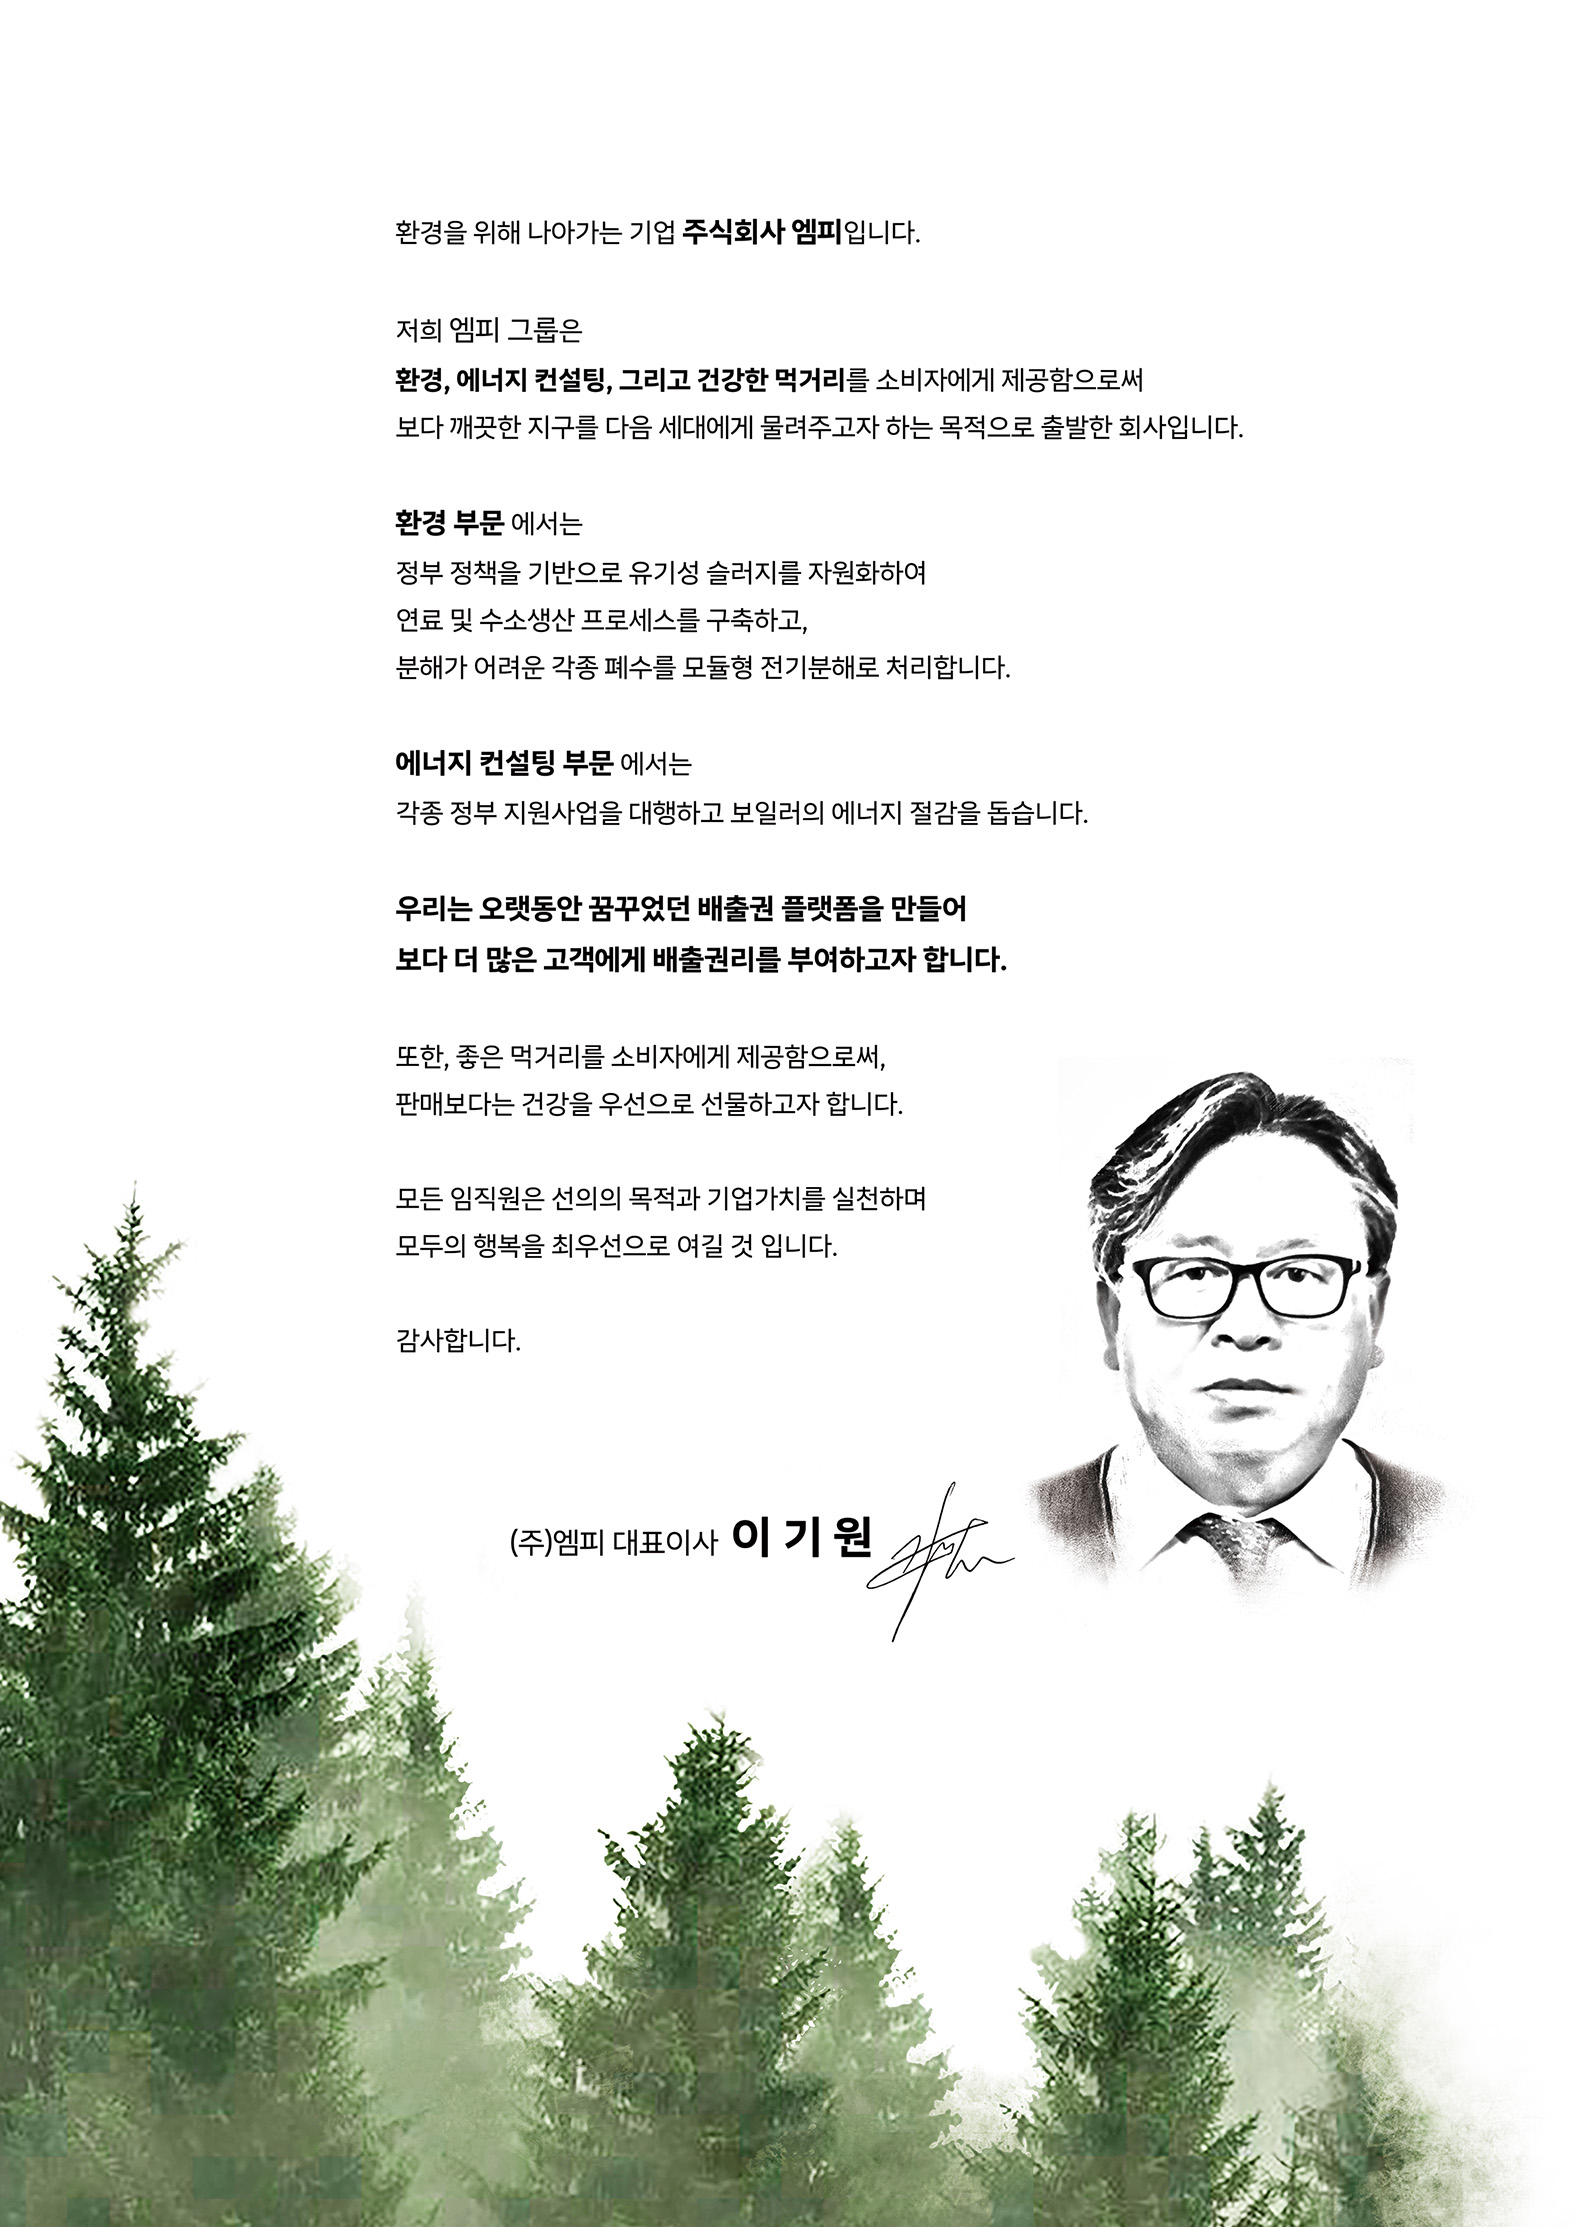 환경을 위해 나아가는 기업 주식회사 엠피입니다.
저희 엠피 그룹은
환경, 에너지 컨설팅, 그리고 건강한 먹거리를 소비자에게 제공함으로써
보다 깨끗한 지구를 다음 세대에게 물려주고자 하는 목적으로 출발한 회사입니다.
환경 부문 에서는
정부 정책을 기반으로 유기성 슬러지를 자원화하여
연료 및 수소생산 프로세스를 구축하고,
분해가 어려운 각종 폐수를 모듈형 전기분해로 처리합니다.
에너지 컨설팅 부문 에서는
각종 정부 지원사업을 대행하고 보일러의 에너지 절감을 돕습니다.
우리는 오랫동안 꿈꾸었던 배출권 플랫폼을 만들어
보다 더 많은 고객에게 배출권리를 부여하고자 합니다.
또한, 좋은 먹거리를 소비자에게 제공함으로써,
판매보다는 건강을 우선으로 선물하고자 합니다.
모든 임직원은 선의의 목적과 기업가치를 실천하며
모두의 행복을 최우선으로 여길 것 입니다.
감사합니다.
(주)엠피 대표이사 이 기 원